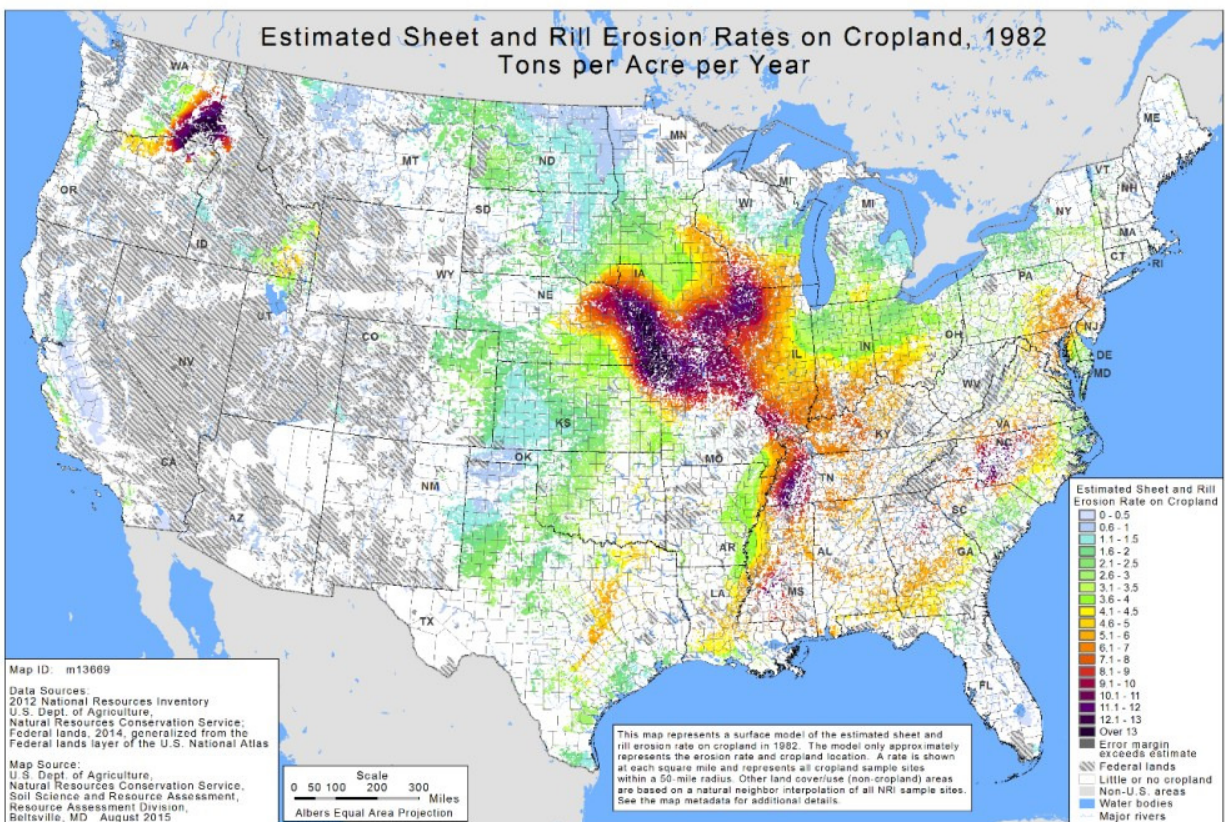 Estimated Sheet and Rill Erosion Rates on Cropland, 1982
Tons per Acre per Year
WA
MT
ND
MN
ME
OR
ID
SD
WI
MI
MI
VT
NH
NY
MA
CT
RI
WY
IA
NE
PA
NJ
NV
UT
CO
IL
IN
OH
DE
MD
WV
CA
KS
MO
KY
VA
NC
AZ
NM
OK
TN
SC
AR
AL
GA
MS
LA
TX
FL
Map ID: m13669
Data Sources:
2012 National Resources Inventory
U.S. Dept. of Agriculture,
Natural Resources Conservation Service;
Federal lands, 2014, generalized from the
Federal lands layer of the U.S. National Atlas
Map Source:
U.S. Dept. of Agriculture,
Natural Resources Conservation Service,
Soil Science and Resource Assessment,
Resource Assessment Division,
Beltsville, MD August 2015
Scale
0 50 100 200 300
Miles
Albers Equal Area Projection
This map represents a surface model of the estimated sheet and
rill erosion rate on cropland in 1982. The model only approximately
represents the erosion rate and cropland location. A rate is shown
at each square mile and represents all cropland sample sites
within a 50-mile radius. Other land cover/use (non-cropland) areas
are based on a natural neighbor interpolation of all NRI sample sites.
See the map metadata for additional details.
Estimated Sheet and Rill
Erosion Rate on Cropland
0 - 0.5
0.6 - 1
1.1 - 1.5
1.6 - 2
2.1 - 2.5
2.6 - 3
3.1 - 3.5
3.6 - 4
4.1 - 4.5
4.6 - 5
5.1 - 6
6.1 - 7
7.1 - 8
8.1 - 9
9.1 - 10
10.1 - 11
11.1 - 12
12.1 - 13
Over 13
Error margin
exceeds estimate
Federal lands
Little or no cropland
Non-U.S. areas
Water bodies
Major rivers